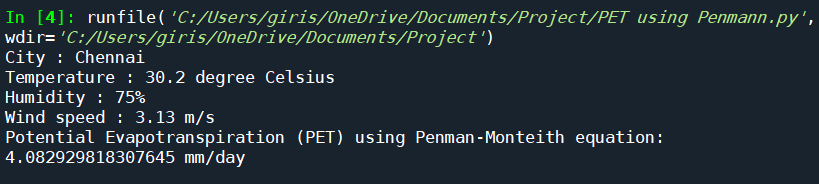 In [4]: runfile('C:/Users/giris/OneDrive/Documents/Project/PET using Penmann.py',
wdir='C:/Users/giris/OneDrive/Documents/Project')
City : Chennai
Temperature : 30.2 degree Celsius
Humidity : 75%
Wind speed : 3.13 m/s
Potential Evapotranspiration (PET) using Penman-Monteith equation:
4.082929818307645 mm/day